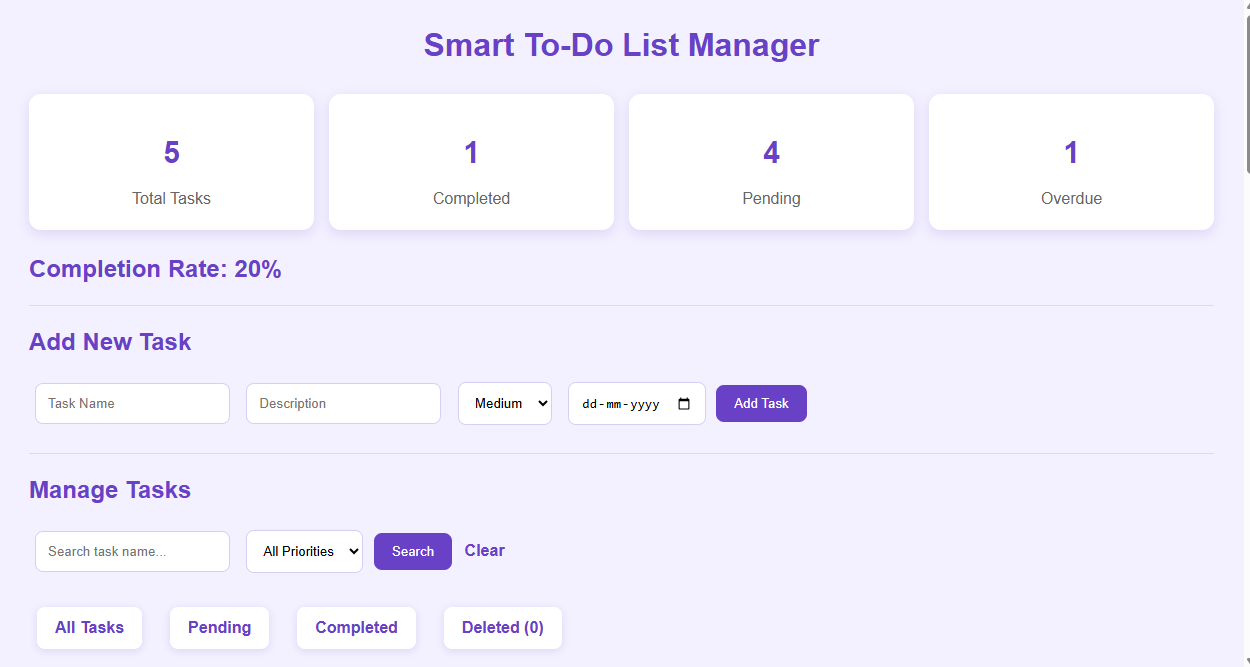 Smart To-Do List Manager
5
1
4
1
Total Tasks
Completed
Pending
Overdue
Completion Rate: 20%
Add New Task
Task Name
Description
Medium
dd-mm-yyyy
Add Task
Manage Tasks
Search task name...
All Priorities
Search
Clear
All Tasks
Pending
Completed
Deleted (0)